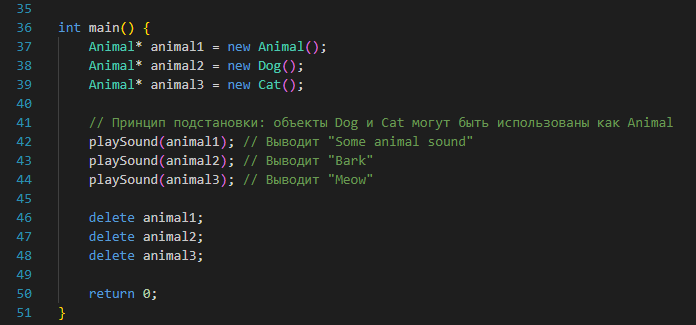 35
36 int main() {
37     Animal* animal1 = new Animal();
38     Animal* animal2 = new Dog();
39     Animal* animal3 = new Cat();
40
41     // Принцип подстановки: объекты Dog и Cat могут быть использованы как Animal
42     playSound(animal1); // Выводит "Some animal sound"
43     playSound(animal2); // Выводит "Bark"
44     playSound(animal3); // Выводит "Meow"
45
46     delete animal1;
47     delete animal2;
48     delete animal3;
49
50     return 0;
51 }